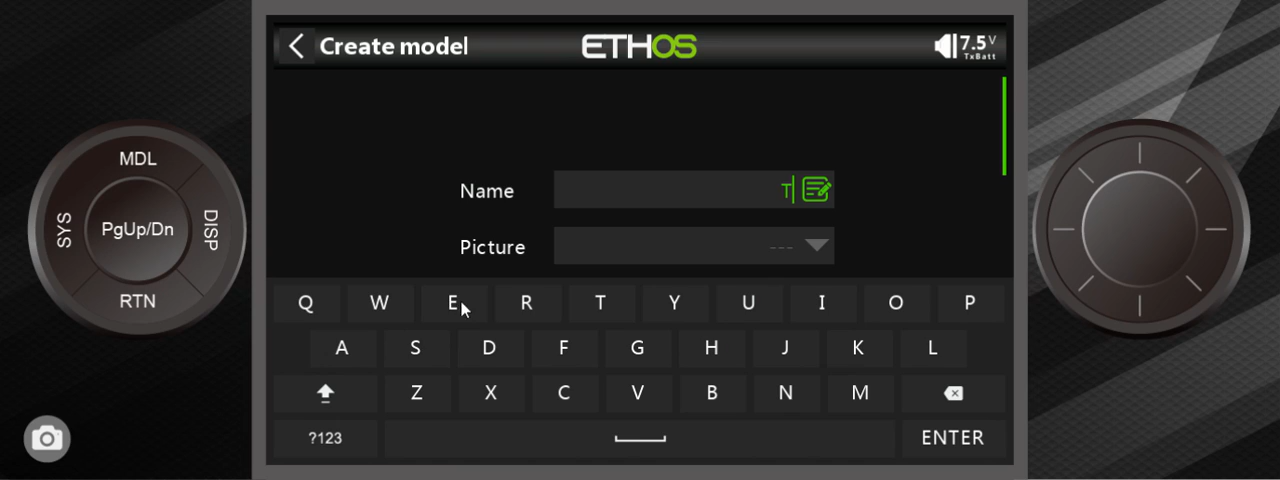 Create model ETHOS 7.5V
TxBatt
MDL
SYS PgUp/Dn DISP
RTN
Name T
Picture ---
Q W E R T Y U I O P
A S D F G H J K L
Z X C V B N M
?123 ENTER